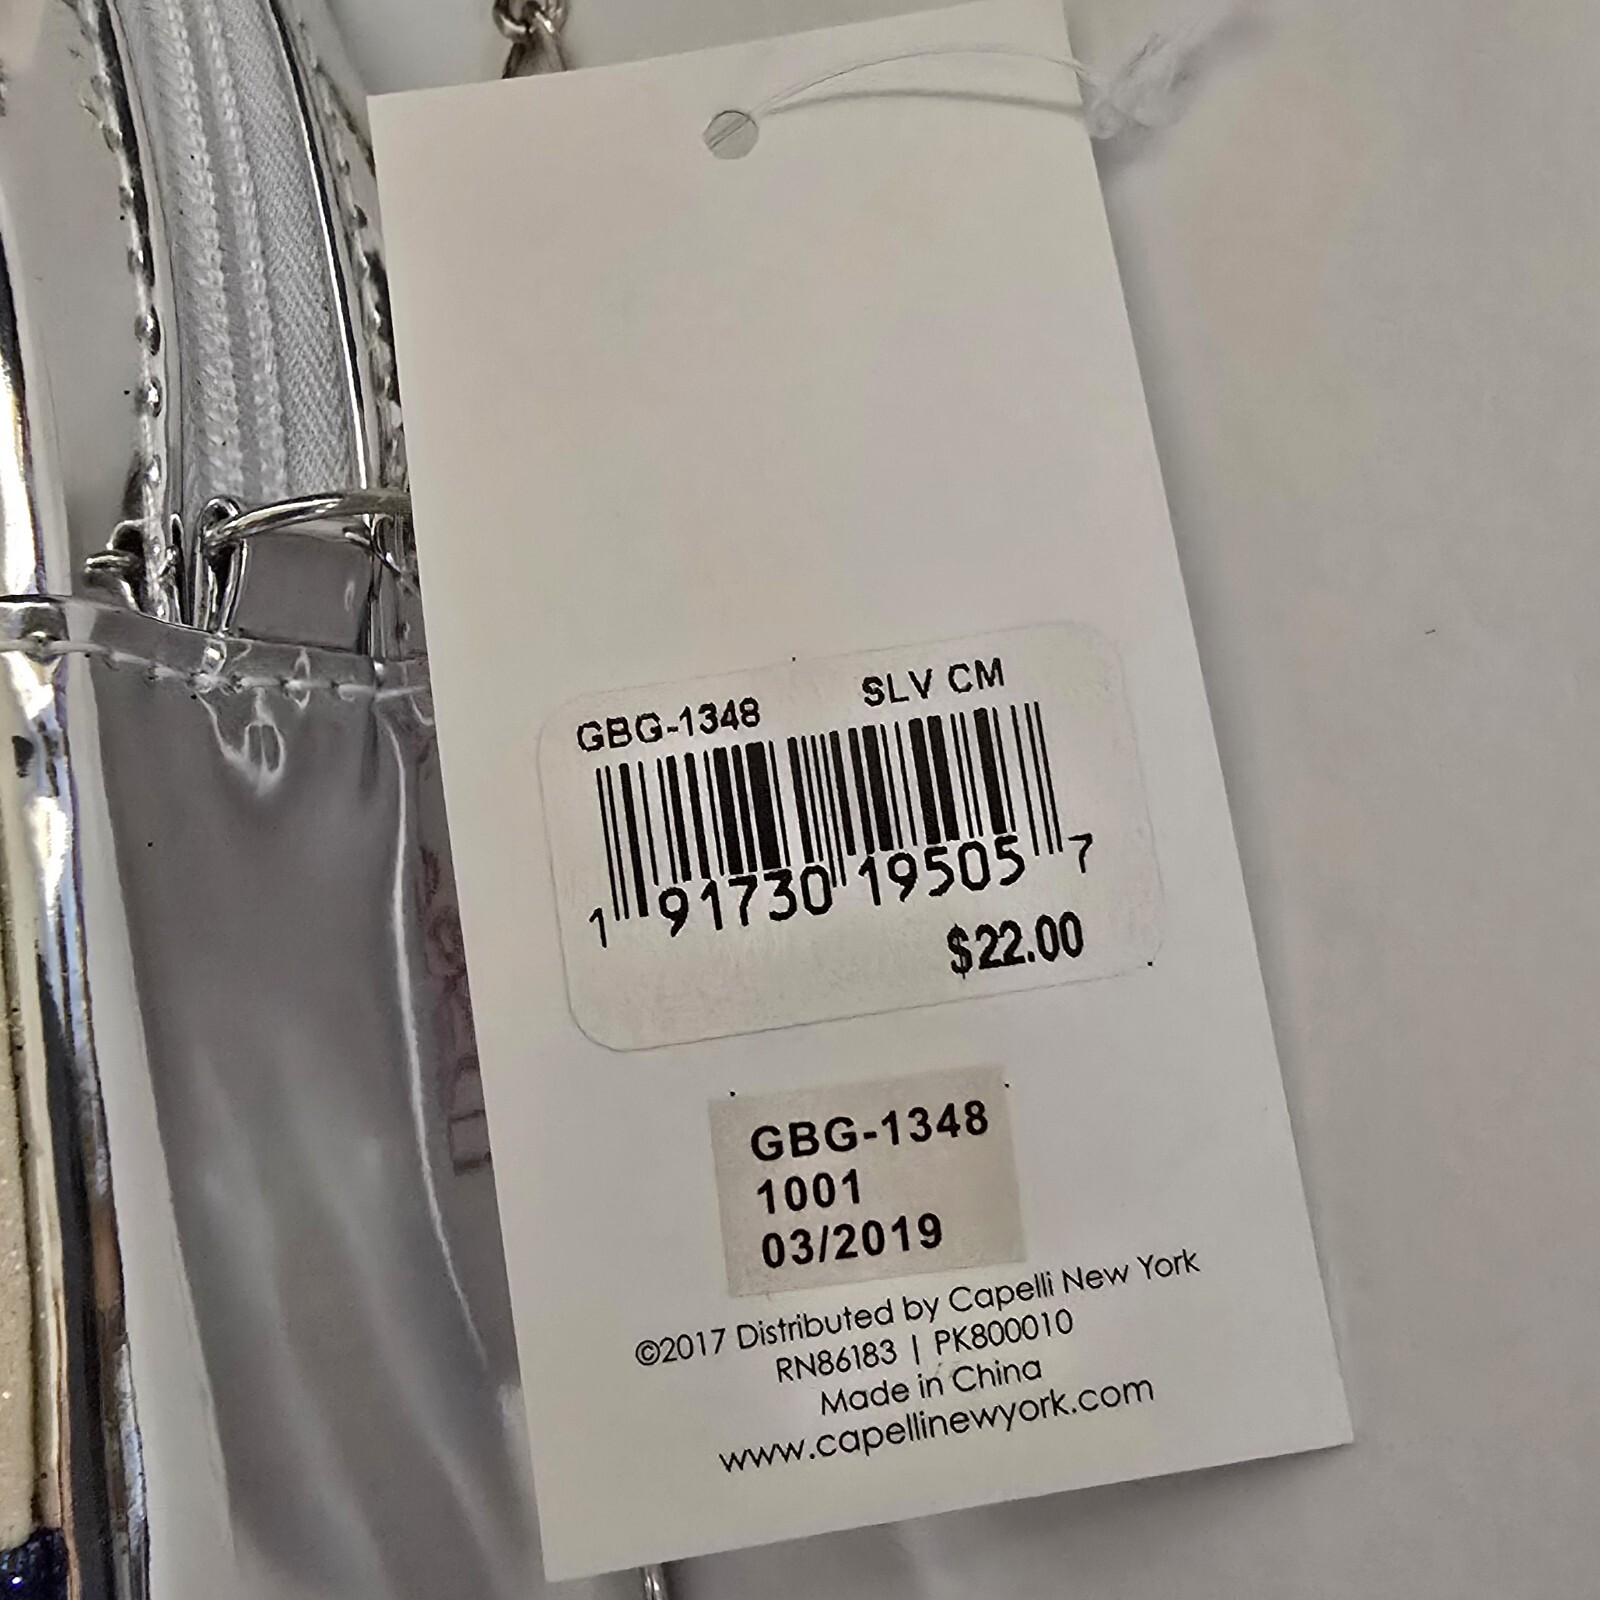 GBG-1348 SLV CM
1 91730 19505 7
$22.00
GBG-1348
1001
03/2019
©2017 Distributed by Capelli New York
RN86183 | PK800010
Made in China
www.capellinewyork.com